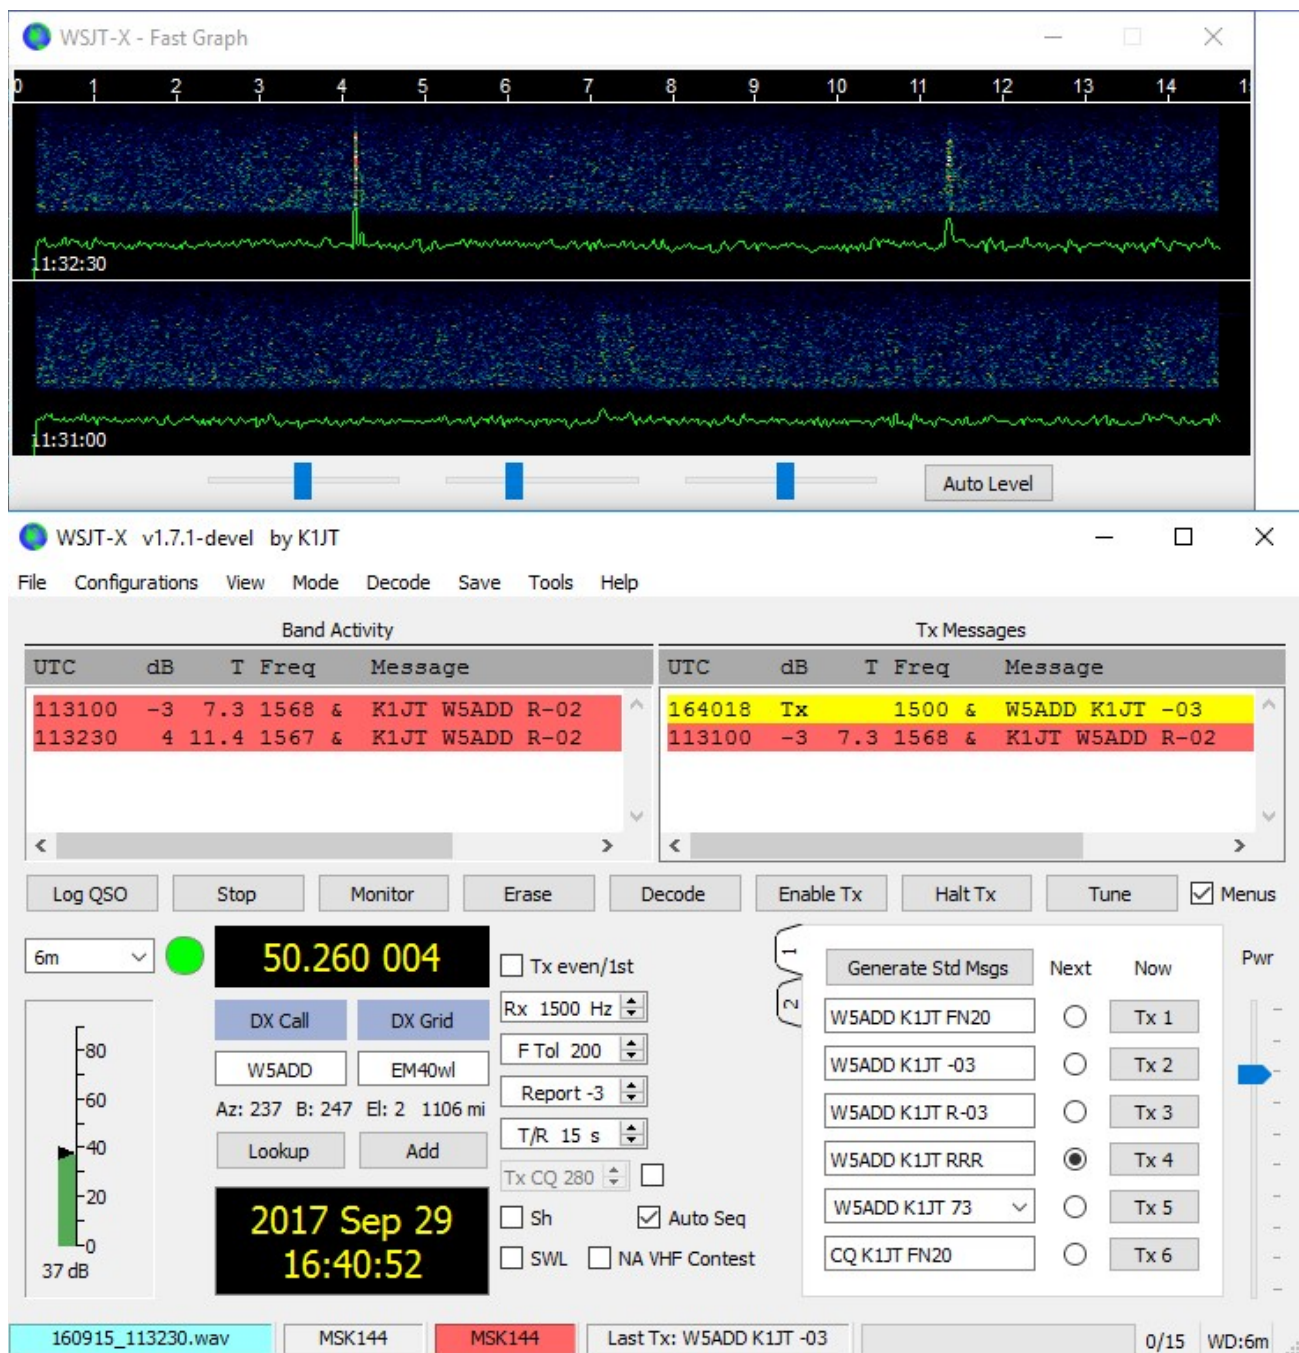 WSJT-X - Fast Graph
0 1 2 3 4 5 6 7 8 9 10 11 12 13 14
11:32:30
11:31:00
Auto Level
WSJT-X v1.7.1-devel by K1JT
File Configurations View Mode Decode Save Tools Help
Band Activity
UTC dB T Freq Message
113100 -3 7.3 1568 & K1JT W5ADD R-02
113230 4 11.4 1567 & K1JT W5ADD R-02
Tx Messages
UTC dB T Freq Message
164018 Tx 1500 & W5ADD K1JT -03
113100 -3 7.3 1568 & K1JT W5ADD R-02
Log QSO Stop Monitor Erase Decode Enable Tx Halt Tx Tune Menus
6m
50.260 004
DX Call DX Grid
W5ADD EM40wl
Az: 237 B: 247 El: 2 1106 mi
Lookup Add
2017 Sep 29
16:40:52
-80
-60
-40
-20
-0
37 dB
Tx even/1st
Rx 1500 Hz
F Tol 200
Report -3
T/R 15 s
Tx CQ 280
Sh Auto Seq
SWL NA VHF Contest
1
2
Generate Std Msgs Next Now
W5ADD K1JT FN20 Tx 1
W5ADD K1JT -03 Tx 2
W5ADD K1JT R-03 Tx 3
W5ADD K1JT RRR Tx 4
W5ADD K1JT 73 Tx 5
CQ K1JT FN20 Tx 6
Pwr
160915_113230.wav MSK144 MSK144 Last Tx: W5ADD K1JT -03 0/15 WD:6m